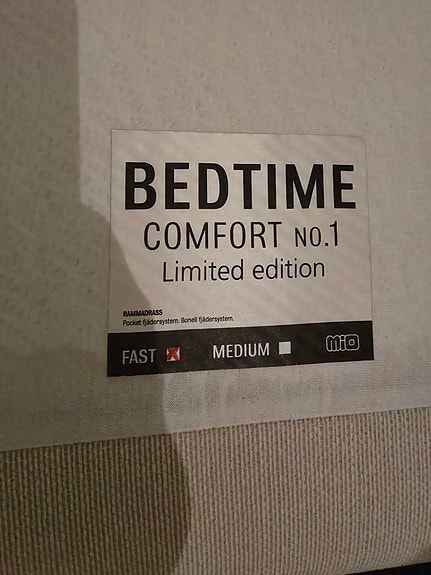 BEDTIME
COMFORT NO.1
Limited edition
RAMMADRASS
Pocket fjädersystem. Bonell fjädersystem.
FAST MEDIUM MIO